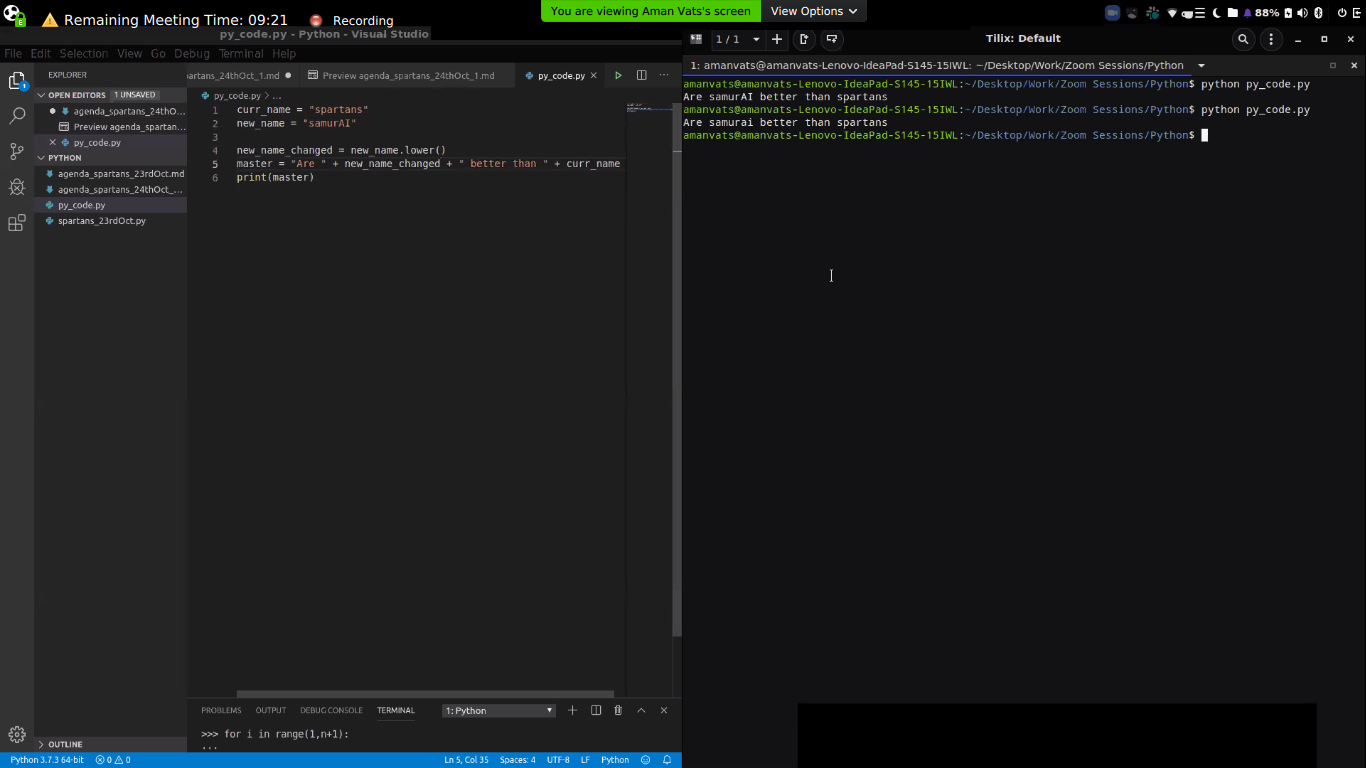 Remaining Meeting Time: 09:21
Recording
You are viewing Aman Vats's screen
View Options
88%
py_code.py - Python - Visual Studio
File Edit Selection View Go Debug Terminal Help
1 / 1
Tilix: Default
EXPLORER
artans_24thOct_1.md
Preview agenda_spartans_24thOct_1.md
py_code.py
1: amanvats@amanvats-Lenovo-IdeaPad-S145-15IWL: ~/Desktop/Work/Zoom Sessions/Python
OPEN EDITORS 1 UNSAVED
agenda_spartans_24thO...
Preview agenda_spartan...
py_code.py
PYTHON
agenda_spartans_23rdOct.md
agenda_spartans_24thOct_...
py_code.py
spartans_23rdOct.py
OUTLINE
py_code.py > ...
1 curr_name = "spartans"
2 new_name = "samurAI"
3
4 new_name_changed = new_name.lower()
5 master = "Are " + new_name_changed + " better than " + curr_name
6 print(master)
amanvats@amanvats-Lenovo-IdeaPad-S145-15IWL:~/Desktop/Work/Zoom Sessions/Python$ python py_code.py
Are samurAI better than spartans
amanvats@amanvats-Lenovo-IdeaPad-S145-15IWL:~/Desktop/Work/Zoom Sessions/Python$ python py_code.py
Are samurai better than spartans
amanvats@amanvats-Lenovo-IdeaPad-S145-15IWL:~/Desktop/Work/Zoom Sessions/Python$
PROBLEMS OUTPUT DEBUG CONSOLE TERMINAL
1: Python
>>> for i in range(1,n+1):
...
Python 3.7.3 64-bit 0 0
Ln 5, Col 35 Spaces: 4 UTF-8 LF Python